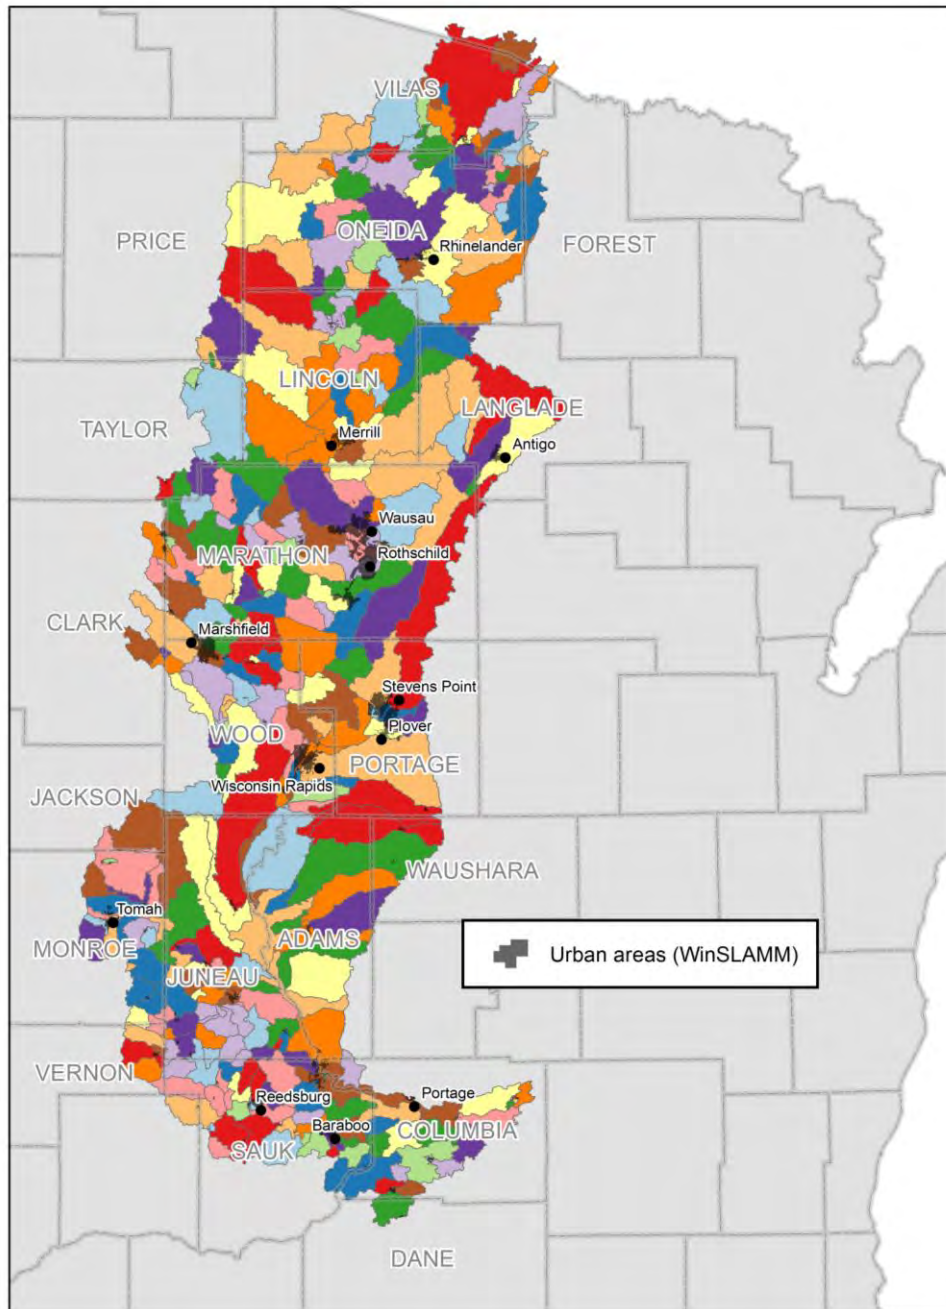 VILAS
ONEIDA
PRICE
FOREST
Rhinelander
LINCOLN
LANGLADE
TAYLOR
Merrill
Antigo
Wausau
MARATHON
Rothschild
CLARK
Marshfield
Stevens Point
WOOD
Plover
PORTAGE
Wisconsin Rapids
JACKSON
WAUSHARA
Tomah
ADAMS
MONROE
Urban areas (WinSLAMM)
JUNEAU
VERNON
Portage
Reedsburg
COLUMBIA
Baraboo
SAUK
DANE